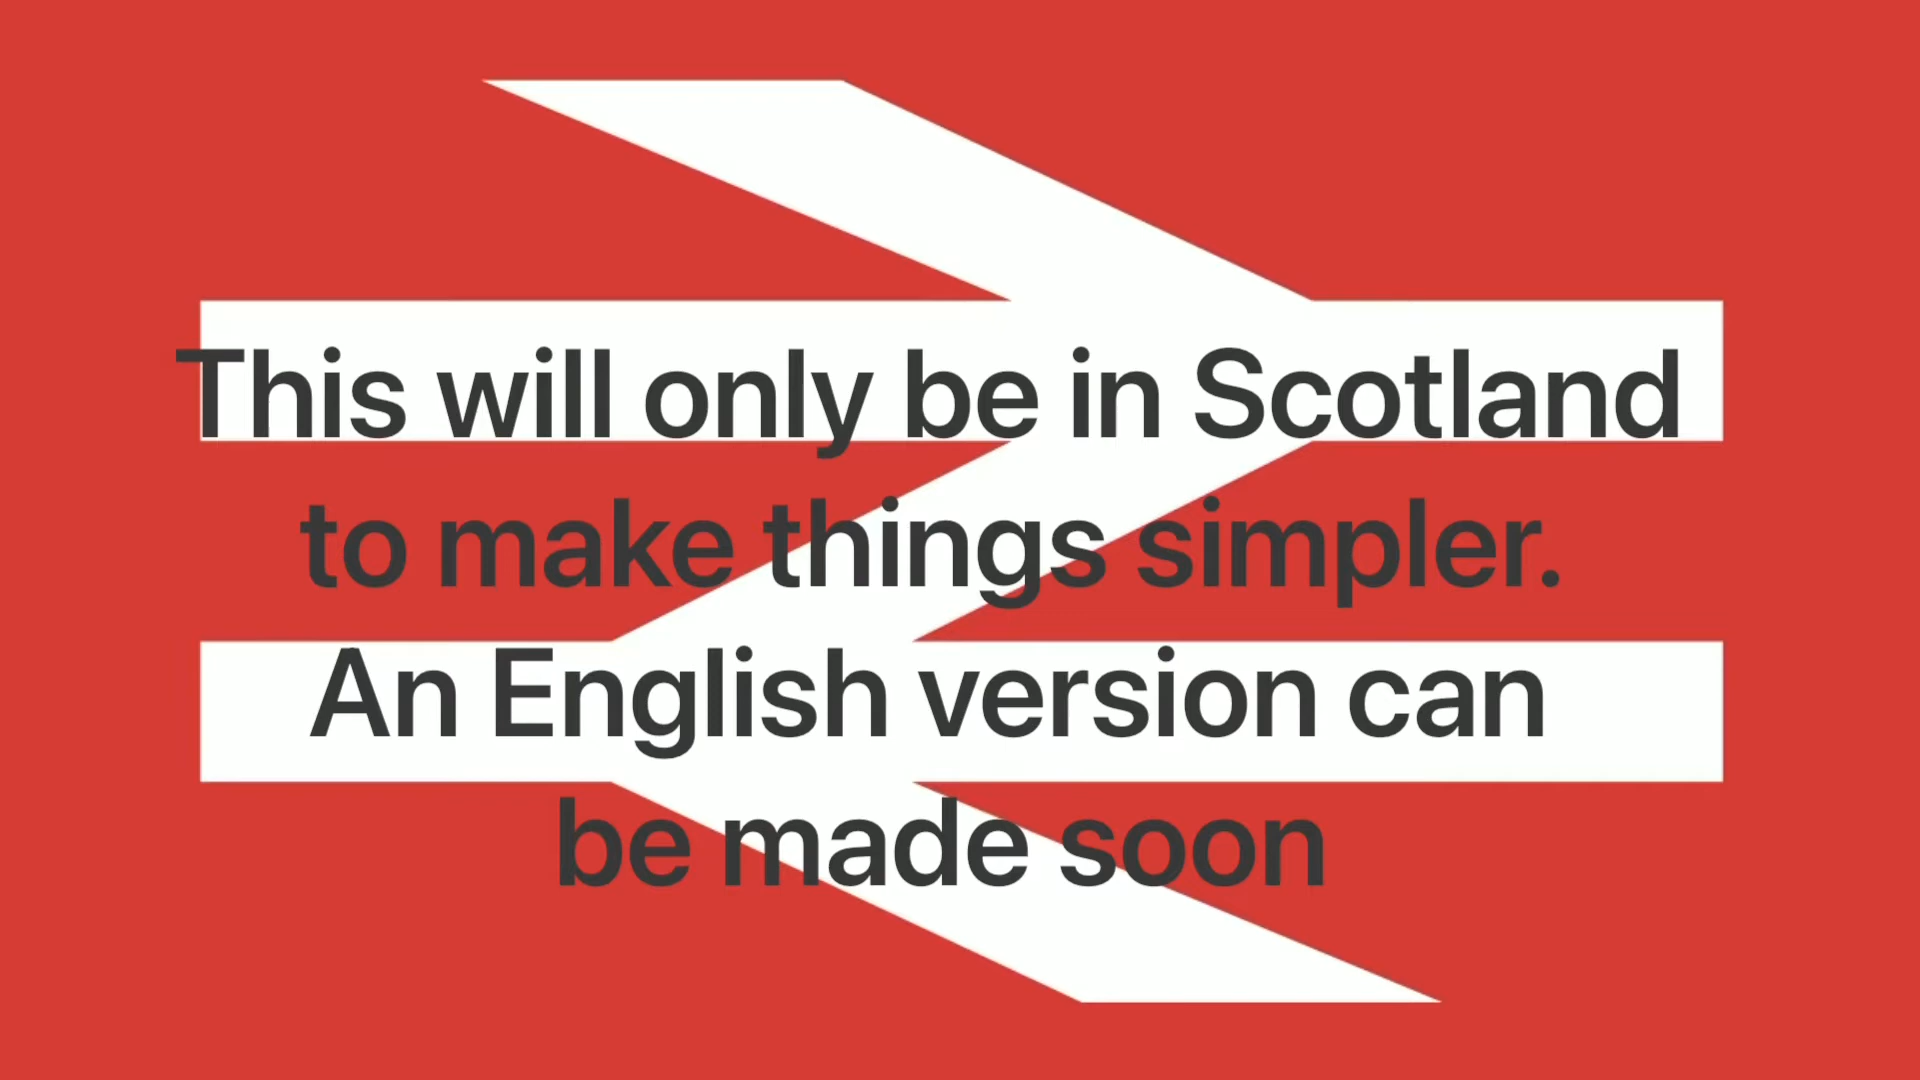 This will only be in Scotland
to make things simpler.
An English version can
be made soon